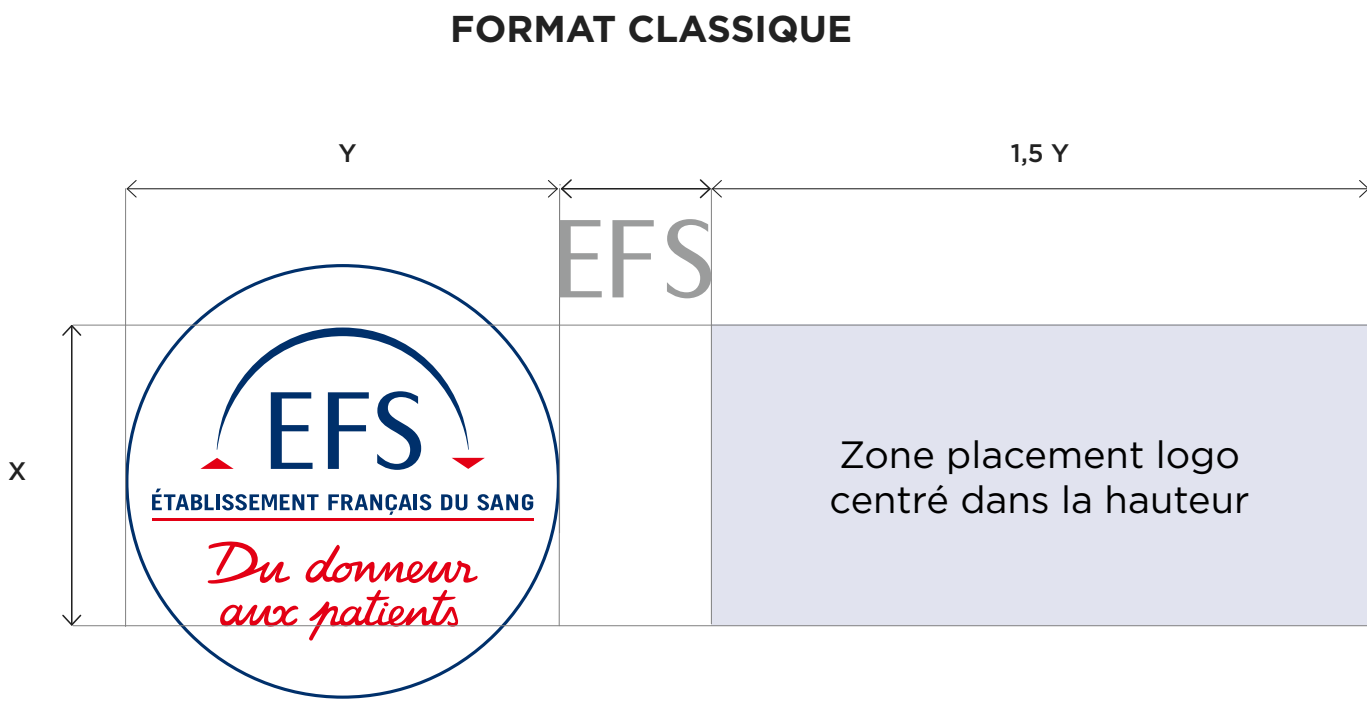 FORMAT CLASSIQUE
Y
1,5 Y
EFS
X
EFS
ÉTABLISSEMENT FRANÇAIS DU SANG
Du donneur
aux patients
Zone placement logo
centré dans la hauteur